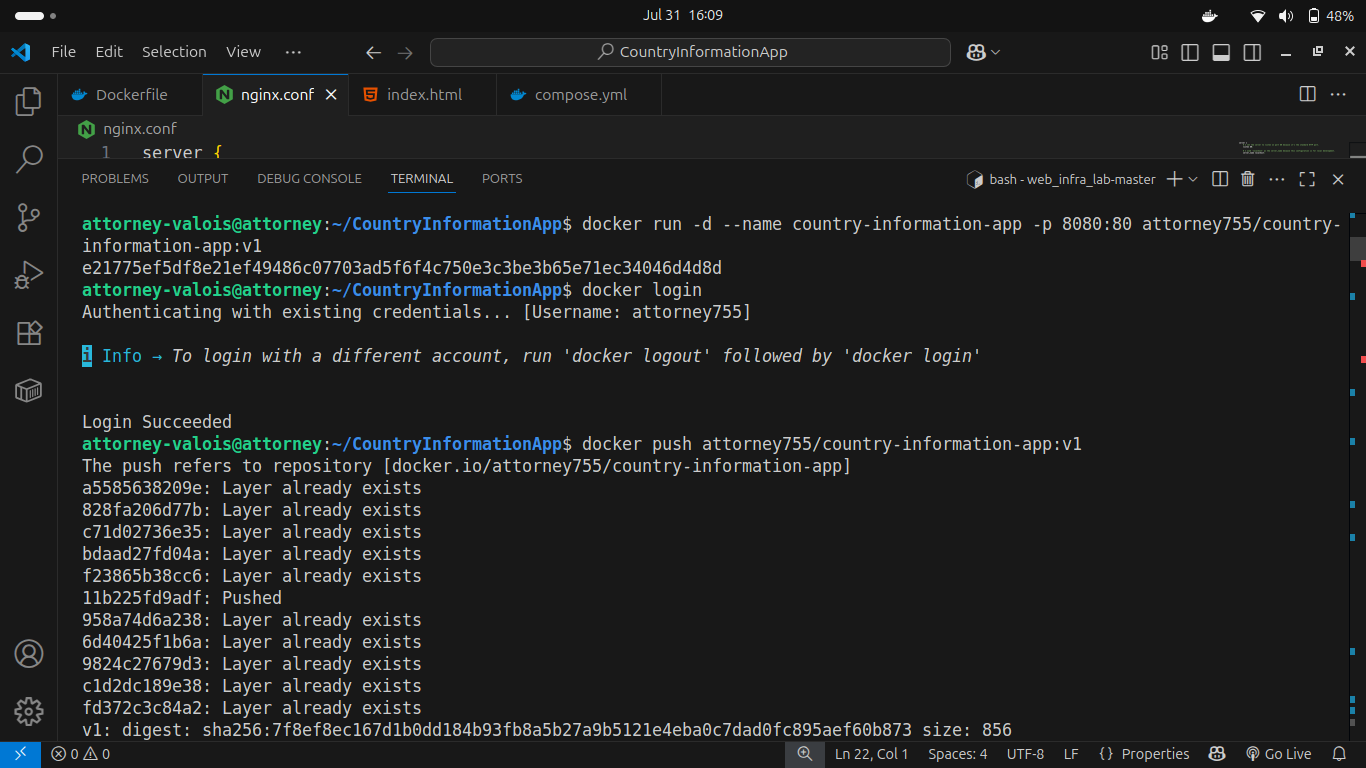 Jul 31 16:09
48%
File Edit Selection View ···
CountryInformationApp
Dockerfile
nginx.conf
index.html
compose.yml
nginx.conf
1 server {
PROBLEMS OUTPUT DEBUG CONSOLE TERMINAL PORTS
bash - web_infra_lab-master
attorney-valois@attorney:~/CountryInformationApp$ docker run -d --name country-information-app -p 8080:80 attorney755/country-
information-app:v1
e21775ef5df8e21ef49486c07703ad5f6f4c750e3c3be3b65e71ec34046d4d8d
attorney-valois@attorney:~/CountryInformationApp$ docker login
Authenticating with existing credentials... [Username: attorney755]
i Info → To login with a different account, run 'docker logout' followed by 'docker login'
Login Succeeded
attorney-valois@attorney:~/CountryInformationApp$ docker push attorney755/country-information-app:v1
The push refers to repository [docker.io/attorney755/country-information-app]
a5585638209e: Layer already exists
828fa206d77b: Layer already exists
c71d02736e35: Layer already exists
bdaad27fd04a: Layer already exists
f23865b38cc6: Layer already exists
11b225fd9adf: Pushed
958a74d6a238: Layer already exists
6d40425f1b6a: Layer already exists
9824c27679d3: Layer already exists
c1d2dc189e38: Layer already exists
fd372c3c84a2: Layer already exists
v1: digest: sha256:7f8ef8ec167d1b0dd184b93fb8a5b27a9b5121e4eba0c7dad0fc895aef60b873 size: 856
0 0
Ln 22, Col 1 Spaces: 4 UTF-8 LF {} Properties Go Live